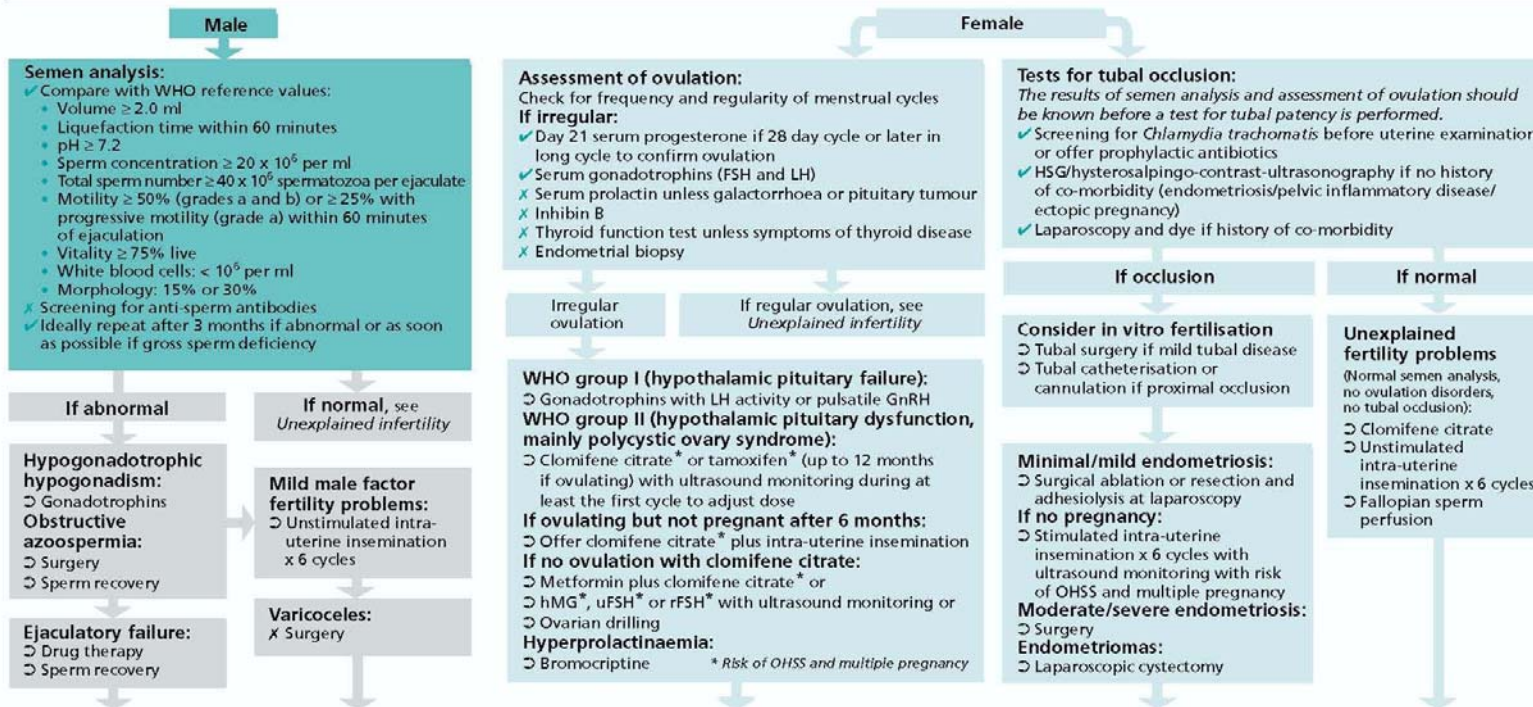 Male
Semen analysis:
✔ Compare with WHO reference values:
• Volume ≥ 2.0 ml
• Liquefaction time within 60 minutes
• pH ≥ 7.2
• Sperm concentration ≥ 20 x 10⁶ per ml
• Total sperm number ≥ 40 x 10⁶ spermatozoa per ejaculate
• Motility ≥ 50% (grades a and b) or ≥ 25% with
progressive motility (grade a) within 60 minutes
of ejaculation
• Vitality ≥ 75% live
• White blood cells: < 10⁶ per ml
• Morphology: 15% or 30%
✗ Screening for anti-sperm antibodies
✔ Ideally repeat after 3 months if abnormal or as soon
as possible if gross sperm deficiency
If abnormal
If normal, see
Unexplained infertility
Hypogonadotrophic
hypogonadism:
➲ Gonadotrophins
Obstructive
azoospermia:
➲ Surgery
➲ Sperm recovery
Mild male factor
fertility problems:
➲ Unstimulated intra-
uterine insemination
x 6 cycles
Ejaculatory failure:
➲ Drug therapy
➲ Sperm recovery
Varicoceles:
✗ Surgery
Female
Assessment of ovulation:
Check for frequency and regularity of menstrual cycles
If irregular:
✔ Day 21 serum progesterone if 28 day cycle or later in
long cycle to confirm ovulation
✔ Serum gonadotrophins (FSH and LH)
✗ Serum prolactin unless galactorrhoea or pituitary tumour
✗ Inhibin B
✗ Thyroid function test unless symptoms of thyroid disease
✗ Endometrial biopsy
Irregular
ovulation
If regular ovulation, see
Unexplained infertility
WHO group I (hypothalamic pituitary failure):
➲ Gonadotrophins with LH activity or pulsatile GnRH
WHO group II (hypothalamic pituitary dysfunction,
mainly polycystic ovary syndrome):
➲ Clomifene citrate* or tamoxifen* (up to 12 months
if ovulating) with ultrasound monitoring during at
least the first cycle to adjust dose
If ovulating but not pregnant after 6 months:
➲ Offer clomifene citrate* plus intra-uterine insemination
If no ovulation with clomifene citrate:
➲ Metformin plus clomifene citrate* or
➲ hMG*, uFSH* or rFSH* with ultrasound monitoring or
➲ Ovarian drilling
Hyperprolactinaemia:
➲ Bromocriptine * Risk of OHSS and multiple pregnancy
Tests for tubal occlusion:
The results of semen analysis and assessment of ovulation should
be known before a test for tubal patency is performed.
✔ Screening for Chlamydia trachomatis before uterine examination
or offer prophylactic antibiotics
✔ HSG/hysterosalpingo-contrast-ultrasonography if no history
of co-morbidity (endometriosis/pelvic inflammatory disease/
ectopic pregnancy)
✔ Laparoscopy and dye if history of co-morbidity
If occlusion
If normal
Consider in vitro fertilisation
➲ Tubal surgery if mild tubal disease
➲ Tubal catheterisation or
cannulation if proximal occlusion
Minimal/mild endometriosis:
➲ Surgical ablation or resection and
adhesiolysis at laparoscopy
If no pregnancy:
➲ Stimulated intra-uterine
insemination x 6 cycles with
ultrasound monitoring with risk
of OHSS and multiple pregnancy
Moderate/severe endometriosis:
➲ Surgery
Endometriomas:
➲ Laparoscopic cystectomy
Unexplained
fertility problems
(Normal semen analysis,
no ovulation disorders,
no tubal occlusion):
➲ Clomifene citrate
➲ Unstimulated
intra-uterine
insemination x 6 cycles
➲ Fallopian sperm
perfusion